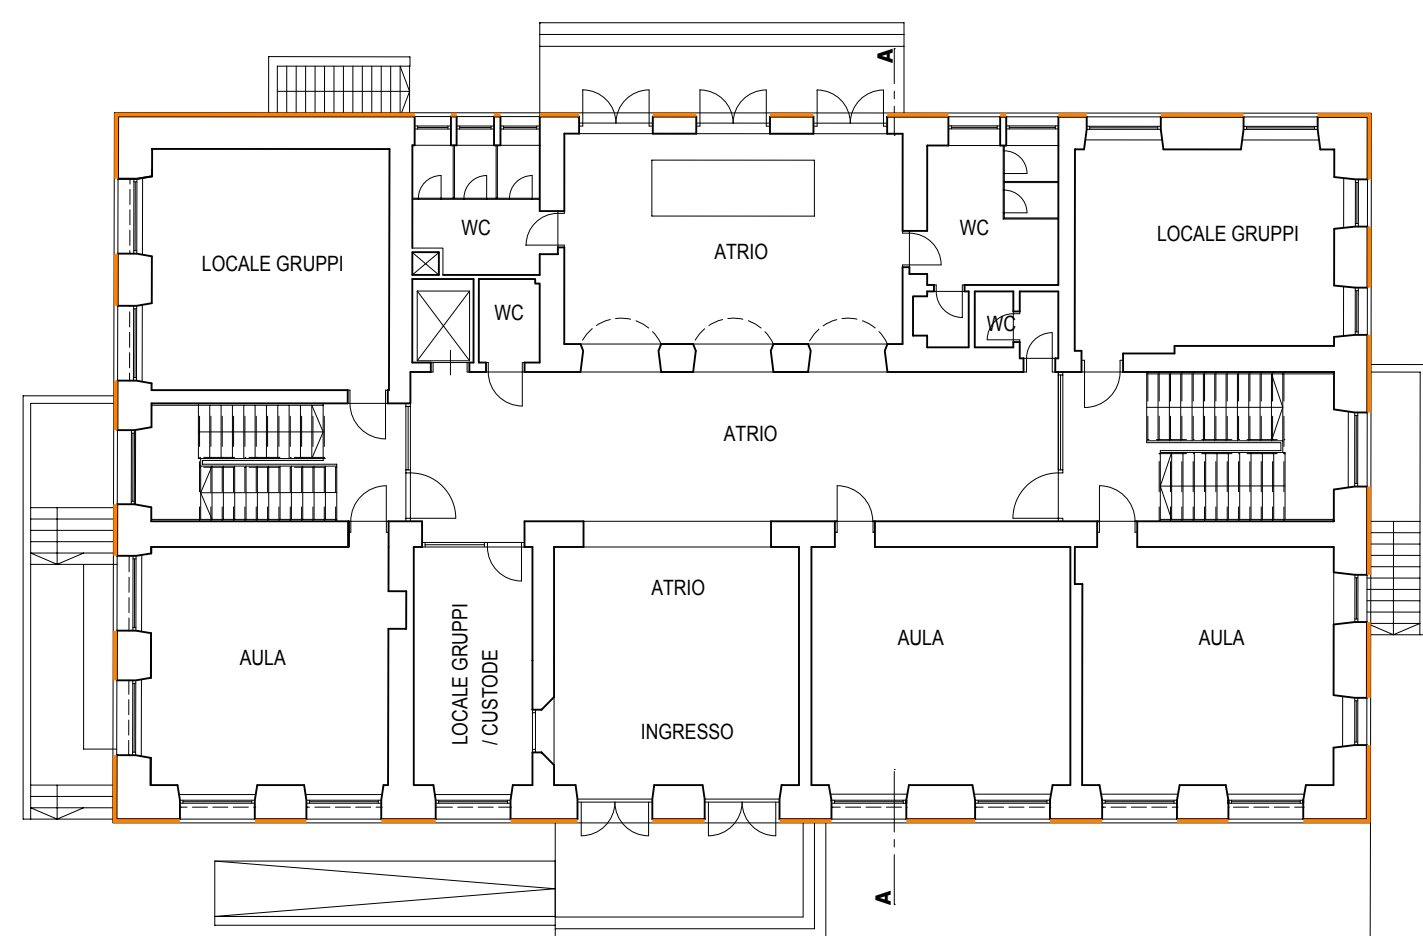 A
WC
WC
LOCALE GRUPPI
ATRIO
LOCALE GRUPPI
WC
WC
ATRIO
ATRIO
LOCALE GRUPPI
/ CUSTODE
AULA
AULA
AULA
INGRESSO
A